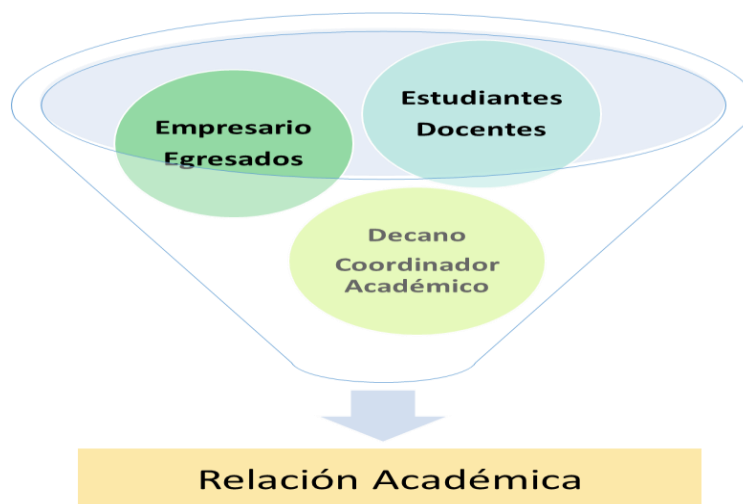 Empresario
Egresados
Estudiantes
Docentes
Decano
Coordinador
Académico
Relación Académica